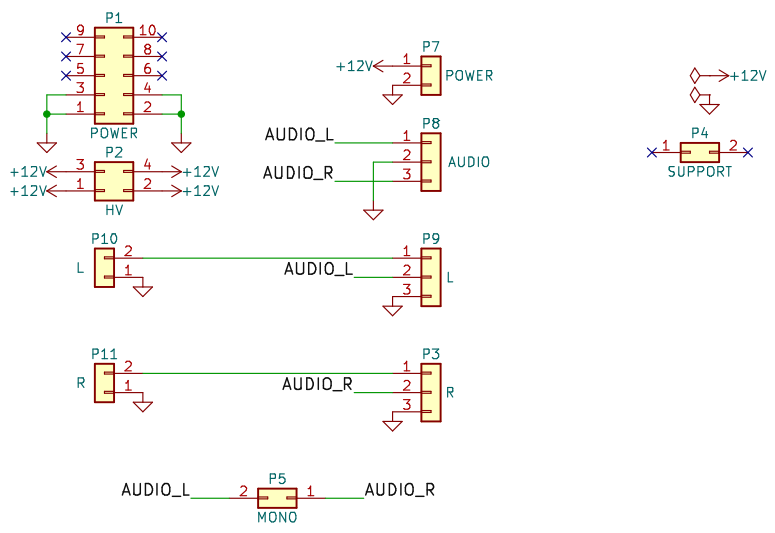 P1
9 10
7 8
5 6
3 4
1 2
POWER
P2
+12V 3 4 +12V
+12V 1 2 +12V
HV
P7
+12V 1
2 POWER
P8
AUDIO_L 1
2 AUDIO
AUDIO_R 3
+12V
P4
1 2
SUPPORT
P10
L 2
1
P9
1
AUDIO_L 2 L
3
P11
R 2
1
P3
1
AUDIO_R 2 R
3
P5
AUDIO_L 2 1 AUDIO_R
MONO